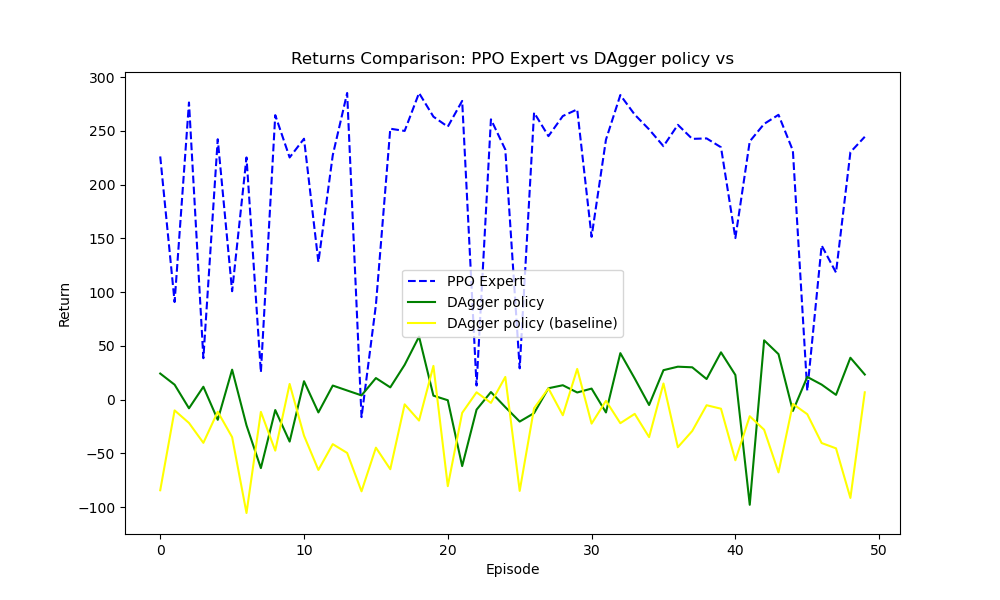 Returns Comparison: PPO Expert vs DAgger policy vs
300
250
200
150
100
50
0
−50
−100
Return
PPO Expert
DAgger policy
DAgger policy (baseline)
0 10 20 30 40 50
Episode